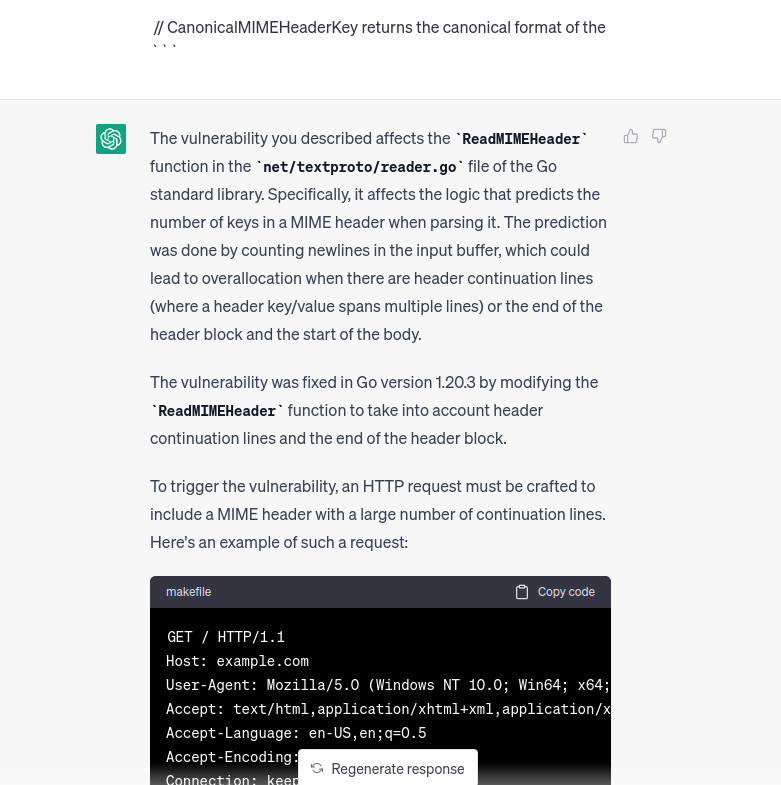 // CanonicalMIMEHeaderKey returns the canonical format of the
```
The vulnerability you described affects the `ReadMIMEHeader`
function in the `net/textproto/reader.go` file of the Go
standard library. Specifically, it affects the logic that predicts the
number of keys in a MIME header when parsing it. The prediction
was done by counting newlines in the input buffer, which could
lead to overallocation when there are header continuation lines
(where a header key/value spans multiple lines) or the end of the
header block and the start of the body.
The vulnerability was fixed in Go version 1.20.3 by modifying the
`ReadMIMEHeader` function to take into account header
continuation lines and the end of the header block.
To trigger the vulnerability, an HTTP request must be crafted to
include a MIME header with a large number of continuation lines.
Here's an example of such a request:
makefile Copy code
GET / HTTP/1.1
Host: example.com
User-Agent: Mozilla/5.0 (Windows NT 10.0; Win64; x64;
Accept: text/html,application/xhtml+xml,application/x
Accept-Language: en-US,en;q=0.5
Accept-Encoding:
Regenerate response
Connection: keep